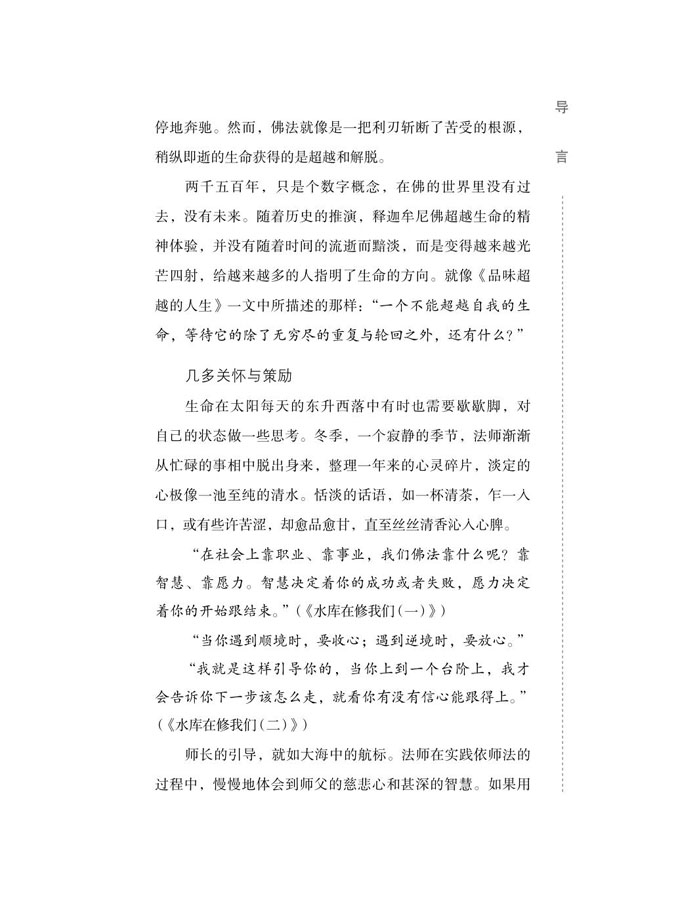 导
言
停地奔驰。然而，佛法就像是一把利刃斩断了苦受的根源，
稍纵即逝的生命获得的是超越和解脱。
两千五百年，只是个数字概念，在佛的世界里没有过
去，没有未来。随着历史的推演，释迦牟尼佛超越生命的精
神体验，并没有随着时间的流逝而黯淡，而是变得越来越光
芒四射，给越来越多的人指明了生命的方向。就像《品味超
越的人生》一文中所描述的那样：“一个不能超越自我的生
命，等待它的除了无穷尽的重复与轮回之外，还有什么？”
几多关怀与策励
生命在太阳每天的东升西落中有时也需要歇歇脚，对
自己的状态做一些思考。冬季，一个寂静的季节，法师渐渐
从忙碌的事相中脱出身来，整理一年来的心灵碎片，淡定的
心极像一池至纯的清水。恬淡的话语，如一杯清茶，乍一入
口，或有些许苦涩，却愈品愈甘，直至丝丝清香沁人心脾。
“在社会上靠职业、靠事业，我们佛法靠什么呢？靠
智慧、靠愿力。智慧决定着你的成功或者失败，愿力决定
着你的开始跟结束。”（《水库在修我们（一）》）
“当你遇到顺境时，要收心；遇到逆境时，要放心。”
“我就是这样引导你的，当你上到一个台阶上，我才
会告诉你下一步该怎么走，就看你有没有信心能跟得上。”
（《水库在修我们（二）》）
师长的引导，就如大海中的航标。法师在实践依师法的
过程中，慢慢地体会到师父的慈悲心和甚深的智慧。如果用